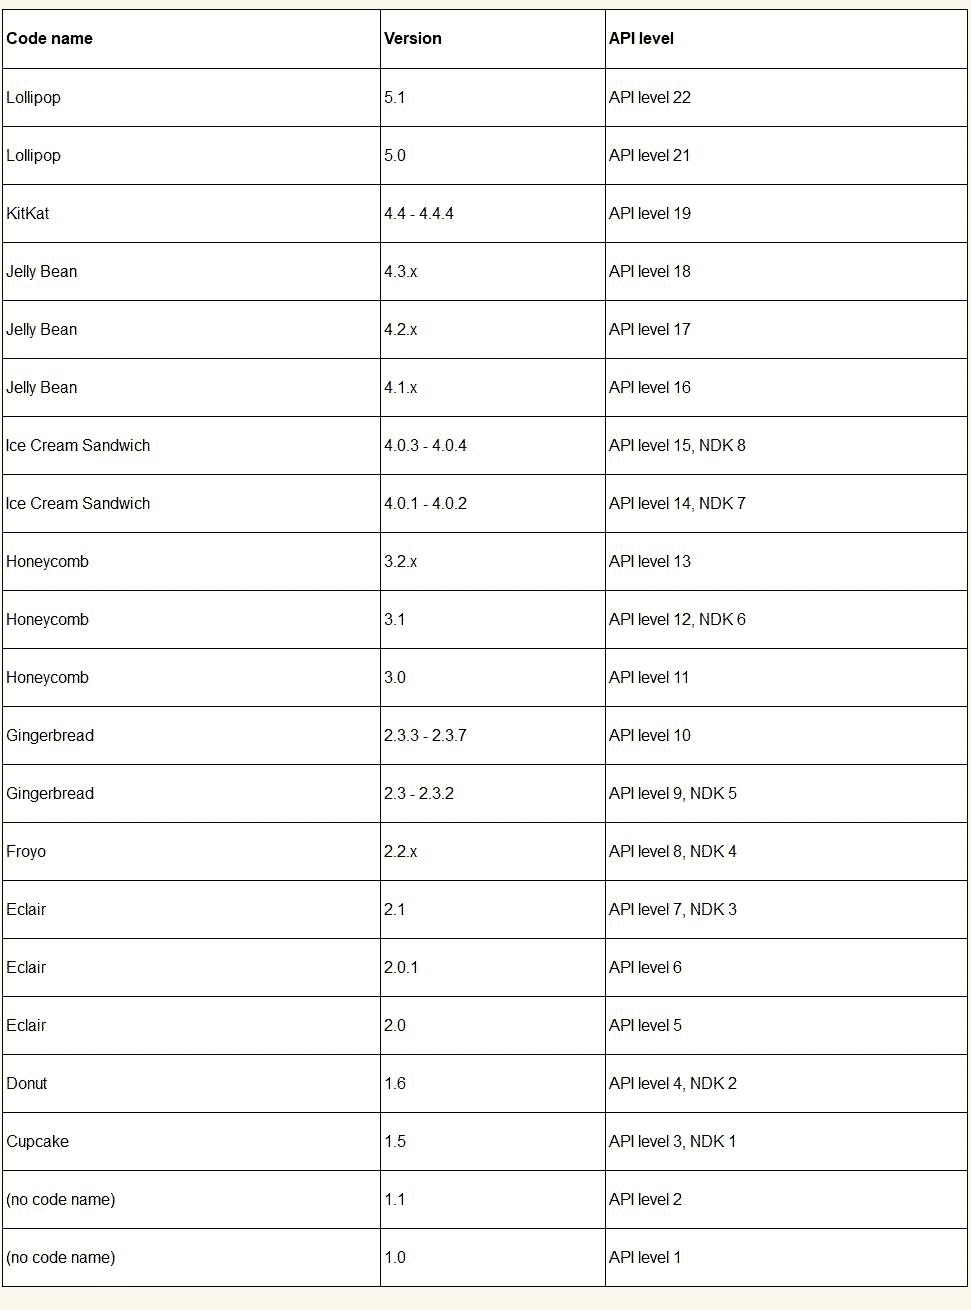 Code name Version API level
Lollipop 5.1 API level 22
Lollipop 5.0 API level 21
KitKat 4.4 - 4.4.4 API level 19
Jelly Bean 4.3.x API level 18
Jelly Bean 4.2.x API level 17
Jelly Bean 4.1.x API level 16
Ice Cream Sandwich 4.0.3 - 4.0.4 API level 15, NDK 8
Ice Cream Sandwich 4.0.1 - 4.0.2 API level 14, NDK 7
Honeycomb 3.2.x API level 13
Honeycomb 3.1 API level 12, NDK 6
Honeycomb 3.0 API level 11
Gingerbread 2.3.3 - 2.3.7 API level 10
Gingerbread 2.3 - 2.3.2 API level 9, NDK 5
Froyo 2.2.x API level 8, NDK 4
Eclair 2.1 API level 7, NDK 3
Eclair 2.0.1 API level 6
Eclair 2.0 API level 5
Donut 1.6 API level 4, NDK 2
Cupcake 1.5 API level 3, NDK 1
(no code name) 1.1 API level 2
(no code name) 1.0 API level 1